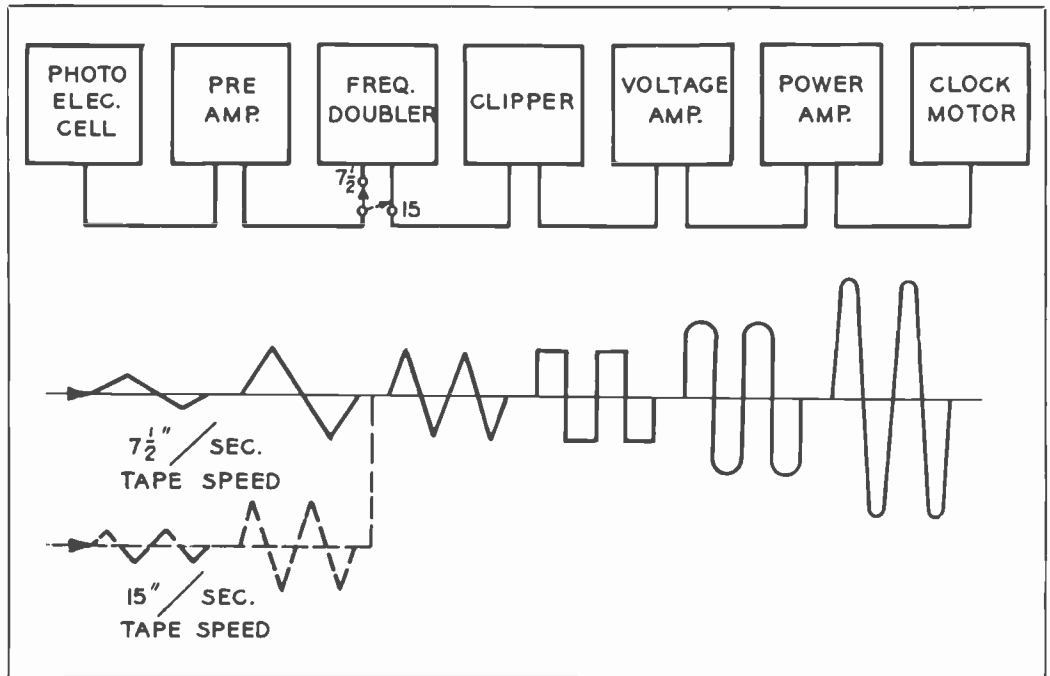 PHOTO
ELEC.
CELL
PRE
AMP.
FREQ.
DOUBLER
CLIPPER
VOLTAGE
AMP.
POWER
AMP.
CLOCK
MOTOR
7½
15
7½" / SEC.
TAPE SPEED
15" / SEC.
TAPE SPEED